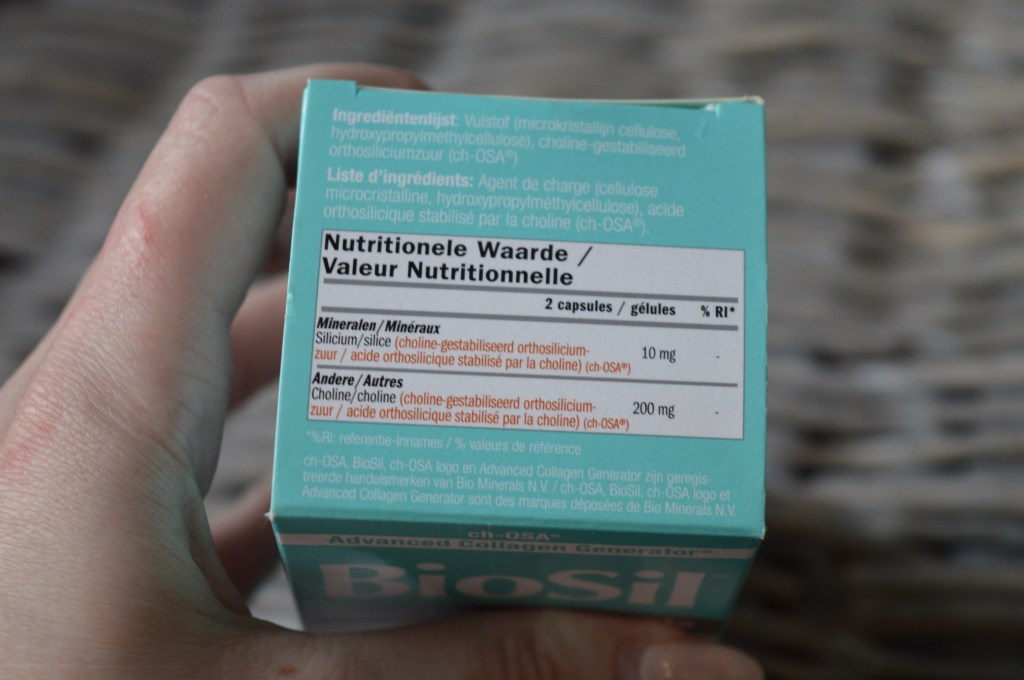 Ingrediëntenlijst: Vulstof (microkristallijn cellulose,
hydroxypropylmethylcellulose), choline-gestabiliseerd
orthosiliciumzuur (ch-OSA®).
Liste d'ingrédients: Agent de charge (cellulose
microcristalline, hydroxypropylméthylcellulose), acide
orthosilicique stabilisé par la choline (ch-OSA®).
Nutritionele Waarde /
Valeur Nutritionnelle
2 capsules / gélules % RI*
Mineralen/Minéraux
Silicium/silice (choline-gestabiliseerd orthosilicium-
zuur / acide orthosilicique stabilisé par la choline) (ch-OSA®) 10 mg -
Andere/Autres
Choline/choline (choline-gestabiliseerd orthosilicium-
zuur / acide orthosilicique stabilisé par la choline) (ch-OSA®) 200 mg -
*%RI: referentie-innames / % valeurs de référence
ch-OSA, BioSil, ch-OSA logo en Advanced Collagen Generator zijn geregis-
treerde handelsmerken van Bio Minerals N.V. / ch-OSA, BioSil, ch-OSA logo et
Advanced Collagen Generator sont des marques déposées de Bio Minerals N.V.
ch-OSA®
Advanced Collagen Generator®
BioSil™